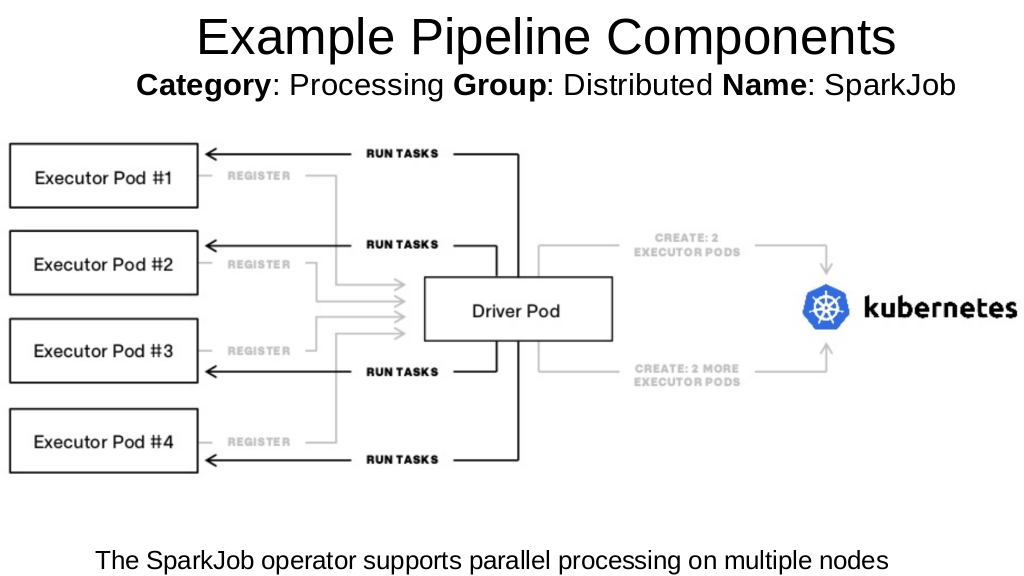 Example Pipeline Components
Category: Processing Group: Distributed Name: SparkJob
Executor Pod #1
RUN TASKS
REGISTER
Executor Pod #2
RUN TASKS
REGISTER
Executor Pod #3
REGISTER
RUN TASKS
Executor Pod #4
REGISTER
RUN TASKS
Driver Pod
CREATE: 2
EXECUTOR PODS
CREATE: 2 MORE
EXECUTOR PODS
kubernetes
The SparkJob operator supports parallel processing on multiple nodes